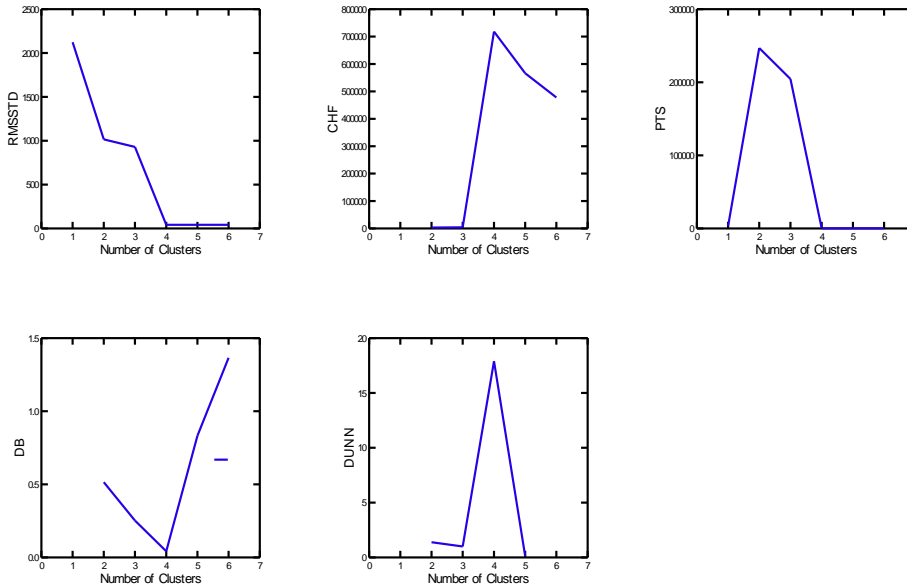 RMSSTD
2500
2000
1500
1000
500
0
0 1 2 3 4 5 6 7
Number of Clusters
CHF
800000
700000
600000
500000
400000
300000
200000
100000
0
0 1 2 3 4 5 6 7
Number of Clusters
PTS
300000
200000
100000
0
0 1 2 3 4 5 6
Number of Clusters
DB
1.5
1.0
0.5
0.0
0 1 2 3 4 5 6 7
Number of Clusters
DUNN
20
15
10
5
0
0 1 2 3 4 5 6 7
Number of Clusters